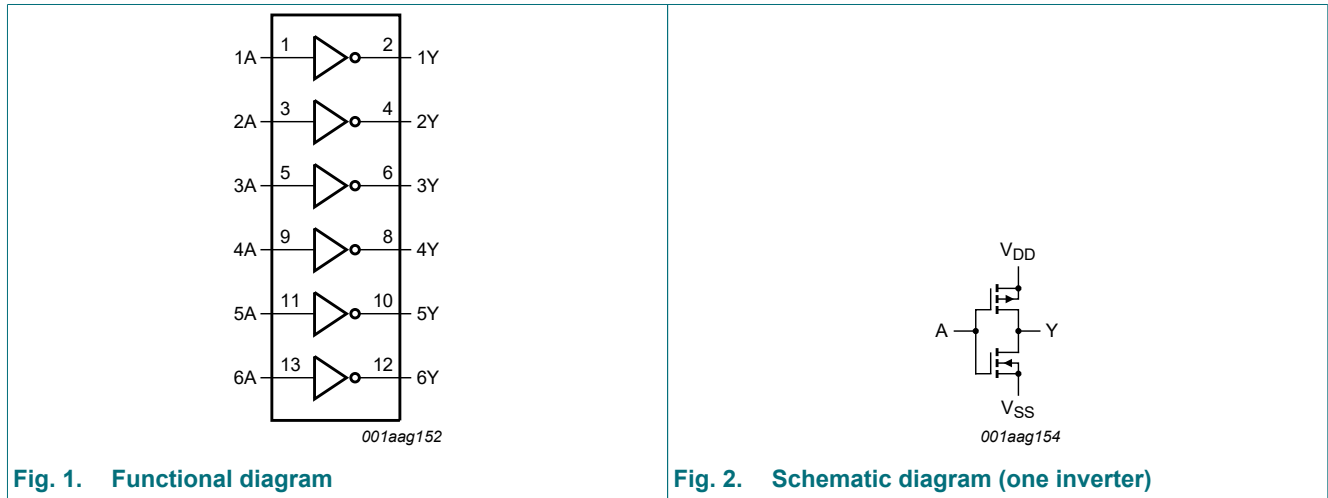 1A 1 2 1Y
2A 3 4 2Y
3A 5 6 3Y
4A 9 8 4Y
5A 11 10 5Y
6A 13 12 6Y
001aag152
Fig. 1. Functional diagram
VDD
A Y
VSS
001aag154
Fig. 2. Schematic diagram (one inverter)